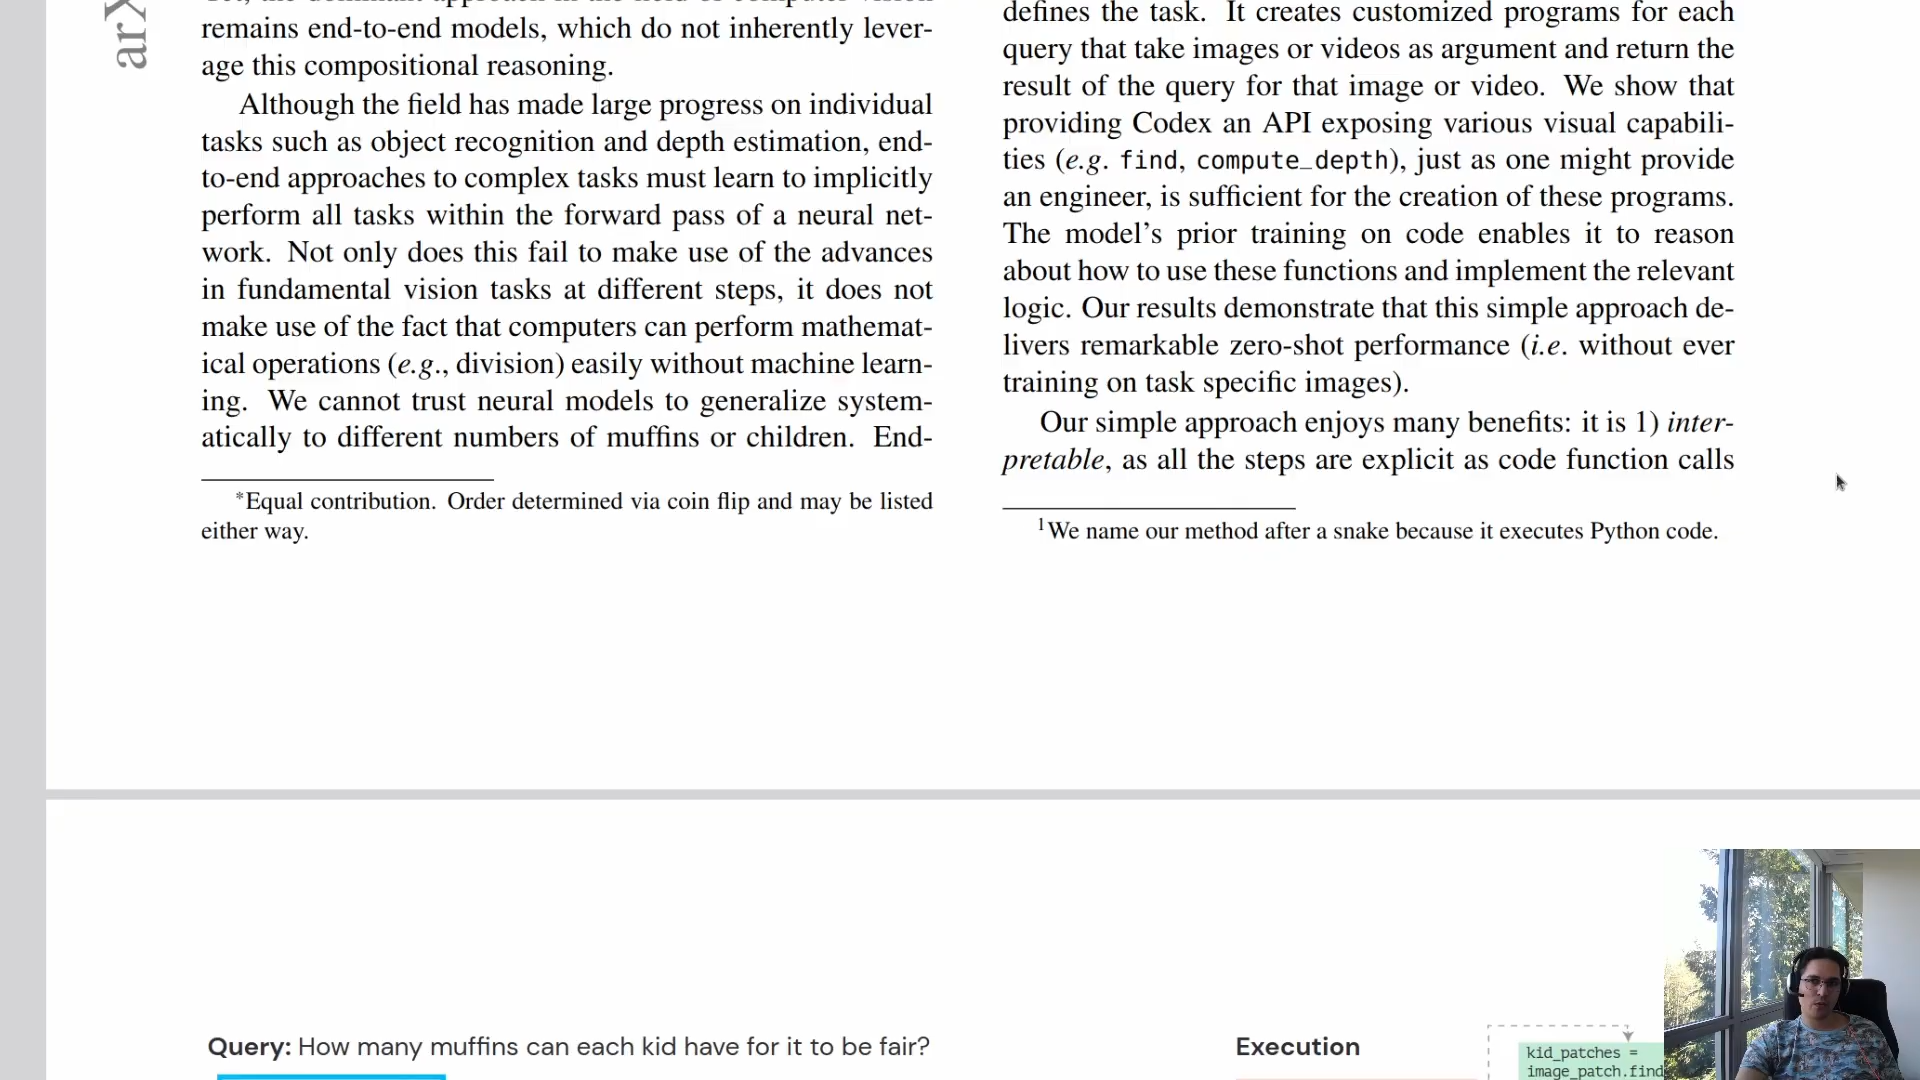 arX
remains end-to-end models, which do not inherently lever-
age this compositional reasoning.
Although the field has made large progress on individual
tasks such as object recognition and depth estimation, end-
to-end approaches to complex tasks must learn to implicitly
perform all tasks within the forward pass of a neural net-
work. Not only does this fail to make use of the advances
in fundamental vision tasks at different steps, it does not
make use of the fact that computers can perform mathemat-
ical operations (e.g., division) easily without machine learn-
ing. We cannot trust neural models to generalize system-
atically to different numbers of muffins or children. End-
*Equal contribution. Order determined via coin flip and may be listed
either way.
defines the task. It creates customized programs for each
query that take images or videos as argument and return the
result of the query for that image or video. We show that
providing Codex an API exposing various visual capabili-
ties (e.g. find, compute_depth), just as one might provide
an engineer, is sufficient for the creation of these programs.
The model's prior training on code enables it to reason
about how to use these functions and implement the relevant
logic. Our results demonstrate that this simple approach de-
livers remarkable zero-shot performance (i.e. without ever
training on task specific images).
Our simple approach enjoys many benefits: it is 1) inter-
pretable, as all the steps are explicit as code function calls
1We name our method after a snake because it executes Python code.
Query: How many muffins can each kid have for it to be fair?
Execution
kid_patches =
image_patch.find